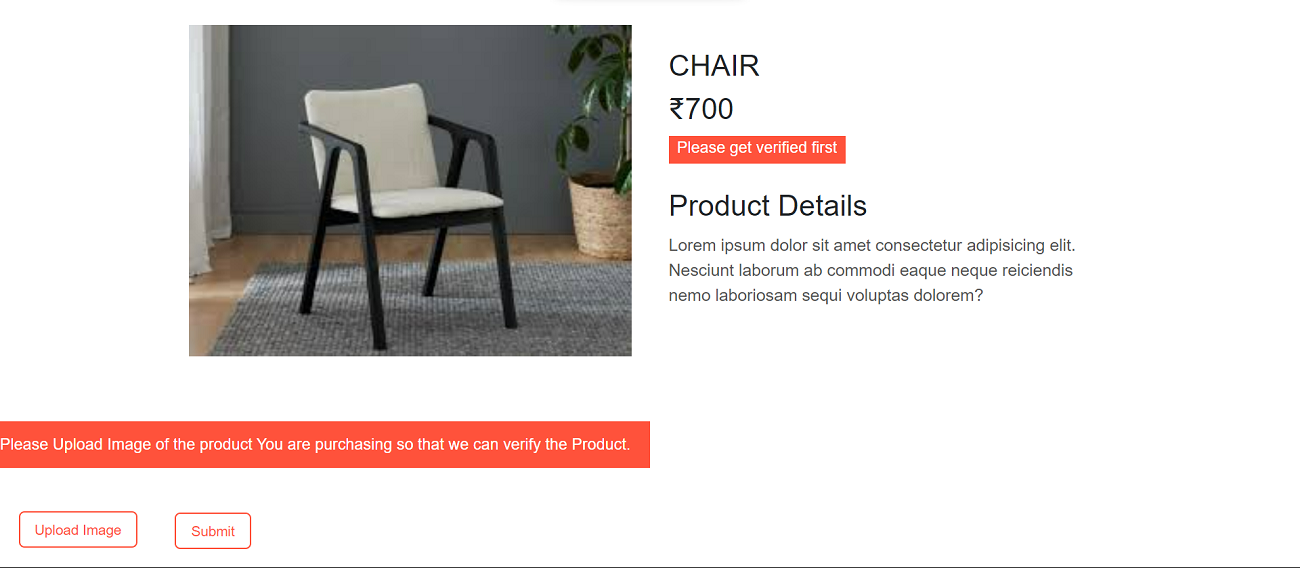 CHAIR
₹700
Please get verified first
Product Details
Lorem ipsum dolor sit amet consectetur adipisicing elit.
Nesciunt laborum ab commodi eaque neque reiciendis
nemo laboriosam sequi voluptas dolorem?
Please Upload Image of the product You are purchasing so that we can verify the Product.
Upload Image
Submit